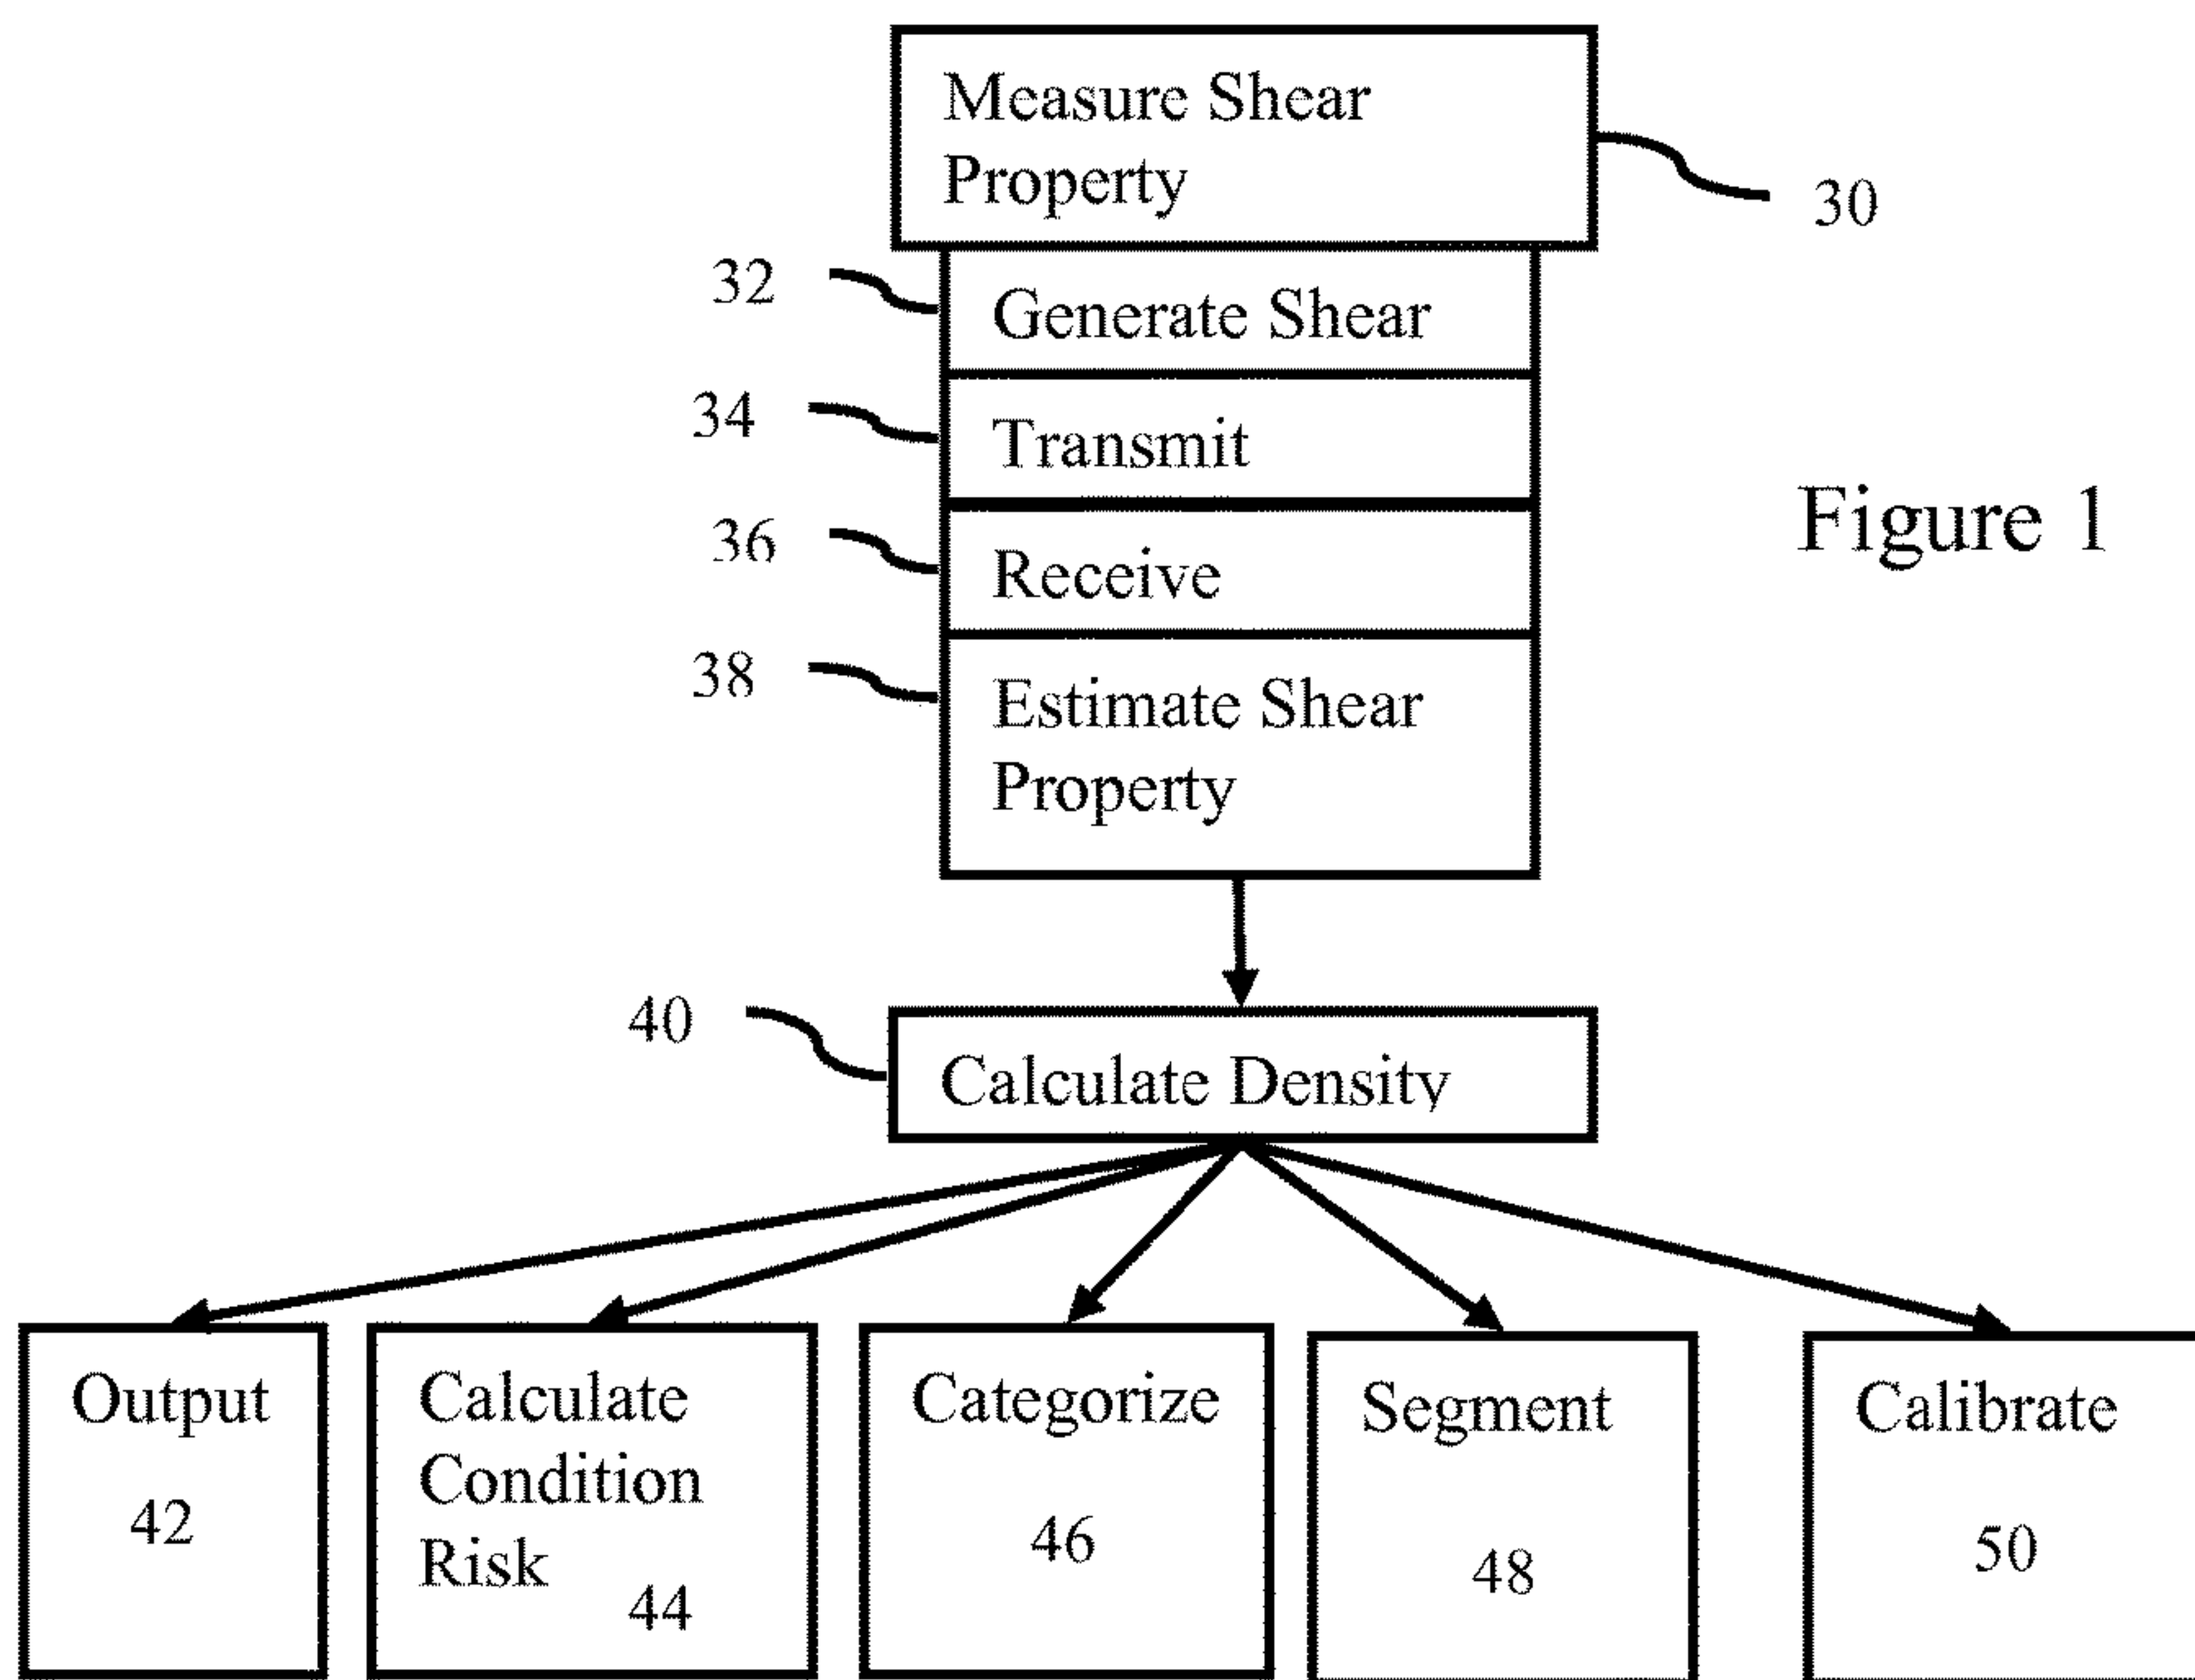 Measure Shear
Property
30
32
Generate Shear
34
Transmit
Figure 1
36
Receive
38
Estimate Shear
Property
40
Calculate Density
Output
42
Calculate
Condition
Risk
44
Categorize
46
Segment
48
Calibrate
50